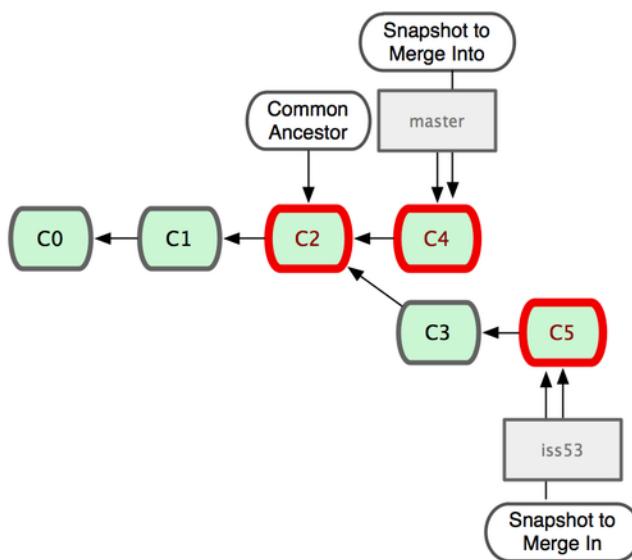 Snapshot to
Merge Into
Common
Ancestor
master
C0
C1
C2
C4
C3
C5
iss53
Snapshot to
Merge In